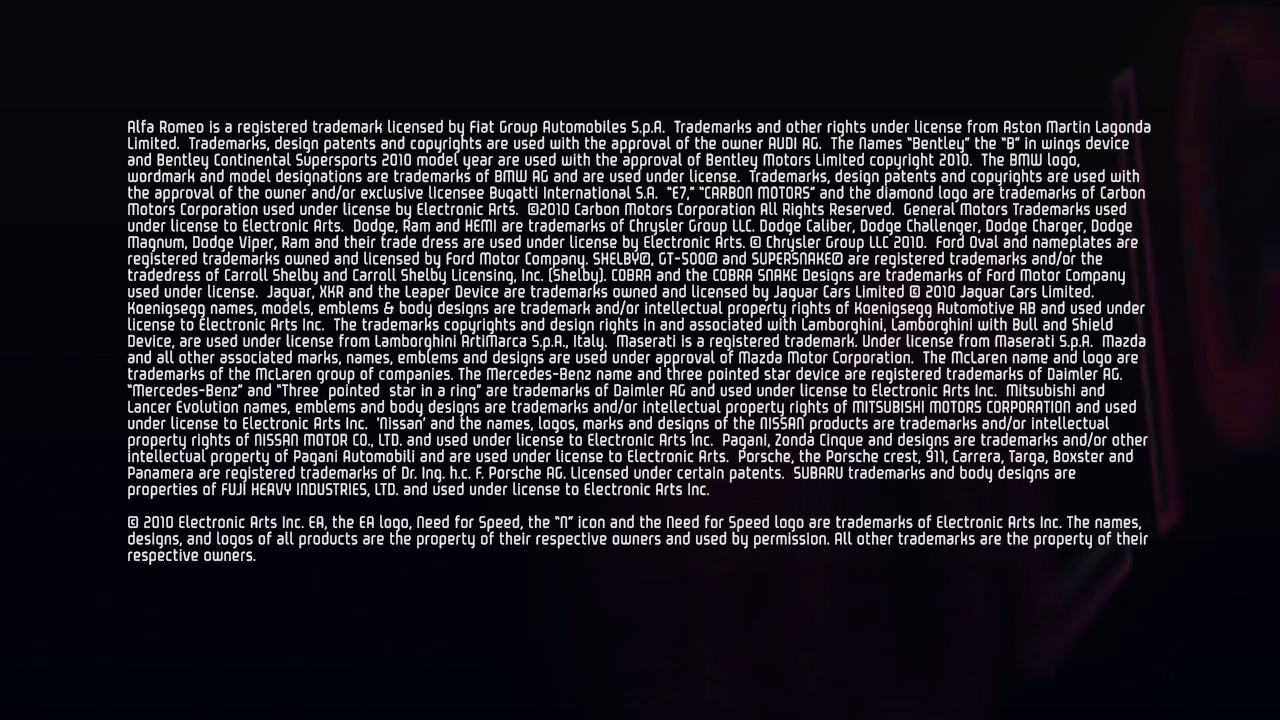 Alfa Romeo is a registered trademark licensed by Fiat Group Automobiles S.p.A.  Trademarks and other rights under license from Aston Martin Lagonda
Limited.  Trademarks, design patents and copyrights are used with the approval of the owner AUDI AG.  The Names “Bentley” the “B” in wings device
and Bentley Continental Supersports 2010 model year are used with the approval of Bentley Motors Limited copyright 2010.  The BMW logo,
wordmark and model designations are trademarks of BMW AG and are used under license.  Trademarks, design patents and copyrights are used with
the approval of the owner and/or exclusive licensee Bugatti International S.A.  “E7,” “CARBON MOTORS” and the diamond logo are trademarks of Carbon
Motors Corporation used under license by Electronic Arts.  ©2010 Carbon Motors Corporation All Rights Reserved.  General Motors Trademarks used
under license to Electronic Arts.  Dodge, Ram and HEMI are trademarks of Chrysler Group LLC. Dodge Caliber, Dodge Challenger, Dodge Charger, Dodge
Magnum, Dodge Viper, Ram and their trade dress are used under license by Electronic Arts. © Chrysler Group LLC 2010.  Ford Oval and nameplates are
registered trademarks owned and licensed by Ford Motor Company. SHELBY®, GT-500® and SUPERSNAKE® are registered trademarks and/or the
tradedress of Carroll Shelby and Carroll Shelby Licensing, Inc. (Shelby). COBRA and the COBRA SNAKE Designs are trademarks of Ford Motor Company
used under license.  Jaguar, XKR and the Leaper Device are trademarks owned and licensed by Jaguar Cars Limited © 2010 Jaguar Cars Limited.
Koenigsegg names, models, emblems & body designs are trademark and/or intellectual property rights of Koenigsegg Automotive AB and used under
license to Electronic Arts Inc.  The trademarks copyrights and design rights in and associated with Lamborghini, Lamborghini with Bull and Shield
Device, are used under license from Lamborghini ArtiMarca S.p.A., Italy.  Maserati is a registered trademark. Under license from Maserati S.p.A.  Mazda
and all other associated marks, names, emblems and designs are used under approval of Mazda Motor Corporation.  The McLaren name and logo are
trademarks of the McLaren group of companies. The Mercedes-Benz name and three pointed star device are registered trademarks of Daimler AG.
“Mercedes-Benz” and “Three  pointed  star in a ring” are trademarks of Daimler AG and used under license to Electronic Arts Inc.  Mitsubishi and
Lancer Evolution names, emblems and body designs are trademarks and/or intellectual property rights of MITSUBISHI MOTORS CORPORATION and used
under license to Electronic Arts Inc.  'Nissan' and the names, logos, marks and designs of the NISSAN products are trademarks and/or intellectual
property rights of NISSAN MOTOR CO., LTD. and used under license to Electronic Arts Inc.  Pagani, Zonda Cinque and designs are trademarks and/or other
intellectual property of Pagani Automobili and are used under license to Electronic Arts.  Porsche, the Porsche crest, 911, Carrera, Targa, Boxster and
Panamera are registered trademarks of Dr. Ing. h.c. F. Porsche AG. Licensed under certain patents.  SUBARU trademarks and body designs are
properties of FUJI HEAVY INDUSTRIES, LTD. and used under license to Electronic Arts Inc.
© 2010 Electronic Arts Inc. EA, the EA logo, Need for Speed, the “N” icon and the Need for Speed logo are trademarks of Electronic Arts Inc. The names,
designs, and logos of all products are the property of their respective owners and used by permission. All other trademarks are the property of their
respective owners.